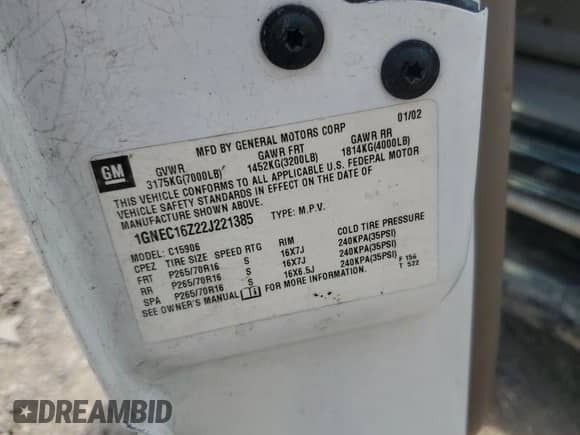 MFD BY GENERAL MOTORS CORP 01/02
GM
GVWR GAWR FRT GAWR RR
3175KG(7000LB) 1452KG(3200LB) 1814KG(4000LB)
THIS VEHICLE CONFORMS TO ALL APPLICABLE U.S. FEDERAL MOTOR
VEHICLE SAFETY STANDARDS IN EFFECT ON THE DATE OF
MANUFACTURE SHOWN ABOVE.
1GNEC16Z22J221385 TYPE: M.P.V.
MODEL: C15906
CPEZ TIRE SIZE SPEED RTG RIM COLD TIRE PRESSURE
FRT P265/70R16 S 16X7J 240KPA(35PSI)
RR P265/70R16 S 16X7J 240KPA(35PSI)
SPA P265/70R16 S 16X6.5J 240KPA(35PSI)
SEE OWNER'S MANUAL FOR MORE INFORMATION.
F 156
T 522
DREAMBID